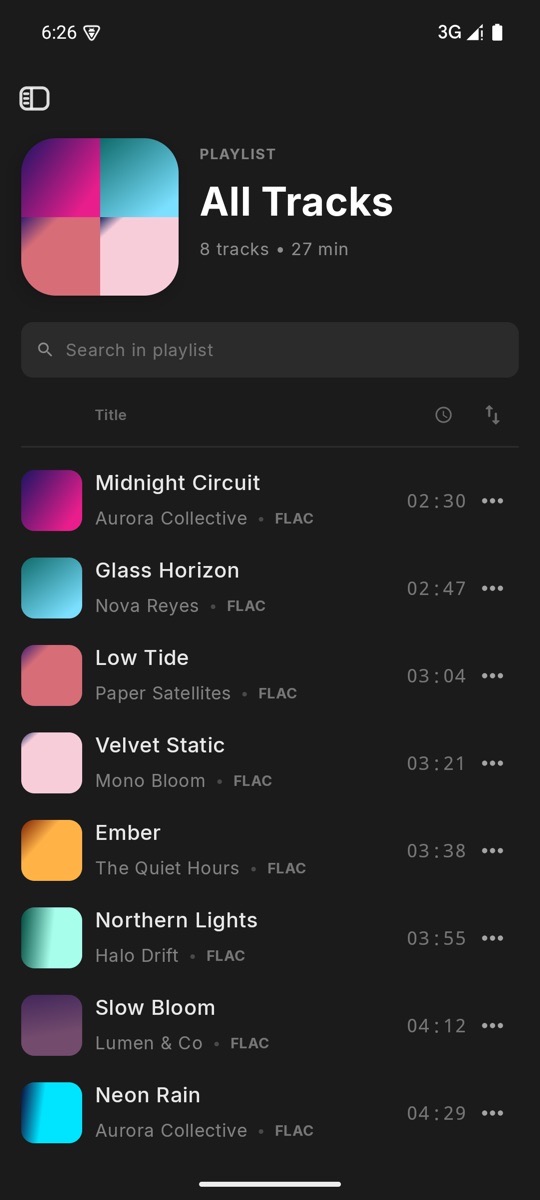 6:26
3G
PLAYLIST
All Tracks
8 tracks • 27 min
Search in playlist
Title
Midnight Circuit
Aurora Collective • FLAC
02:30
Glass Horizon
Nova Reyes • FLAC
02:47
Low Tide
Paper Satellites • FLAC
03:04
Velvet Static
Mono Bloom • FLAC
03:21
Ember
The Quiet Hours • FLAC
03:38
Northern Lights
Halo Drift • FLAC
03:55
Slow Bloom
Lumen & Co • FLAC
04:12
Neon Rain
Aurora Collective • FLAC
04:29